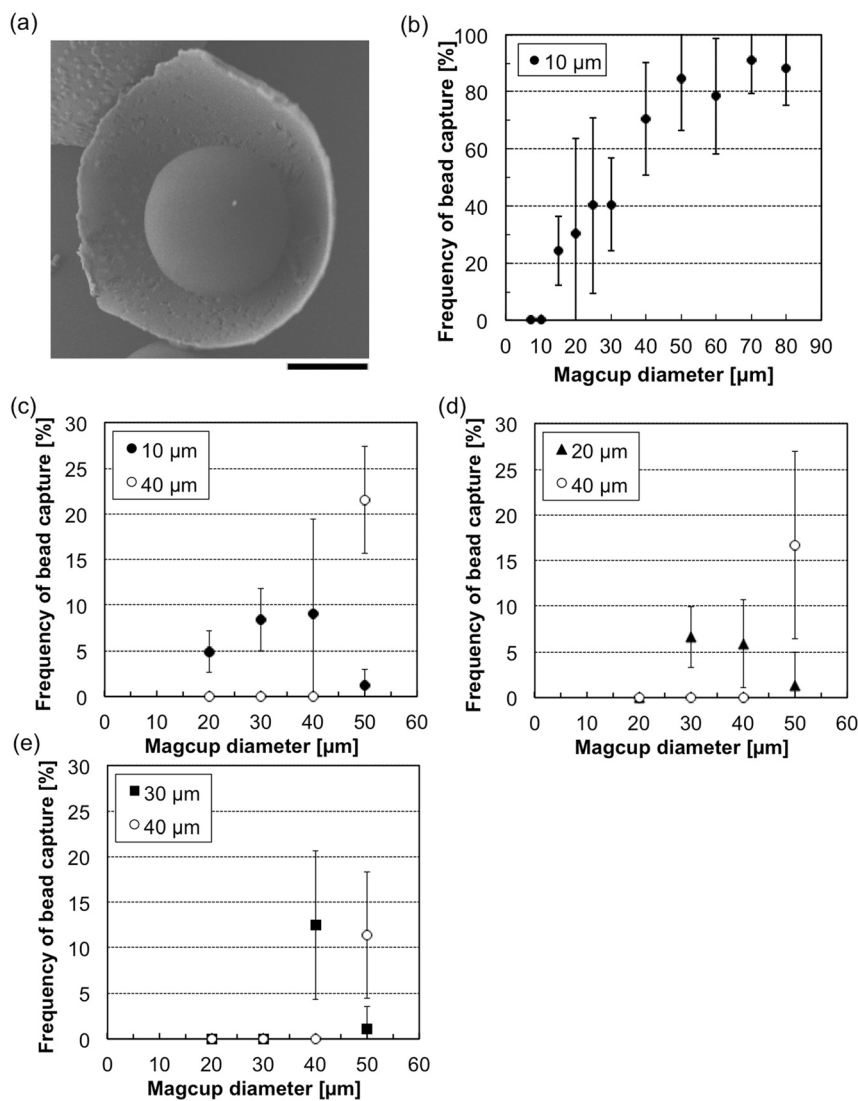 (a)
(b)
Frequency of bead capture [%]
100
80
60
40
20
0
10 µm
0 10 20 30 40 50 60 70 80 90
Magcup diameter [µm]
(c)
Frequency of bead capture [%]
30
25
20
15
10
5
0
10 µm
40 µm
0 10 20 30 40 50 60
Magcup diameter [µm]
(d)
Frequency of bead capture [%]
30
25
20
15
10
5
0
20 µm
40 µm
0 10 20 30 40 50 60
Magcup diameter [µm]
(e)
Frequency of bead capture [%]
30
25
20
15
10
5
0
30 µm
40 µm
0 10 20 30 40 50 60
Magcup diameter [µm]